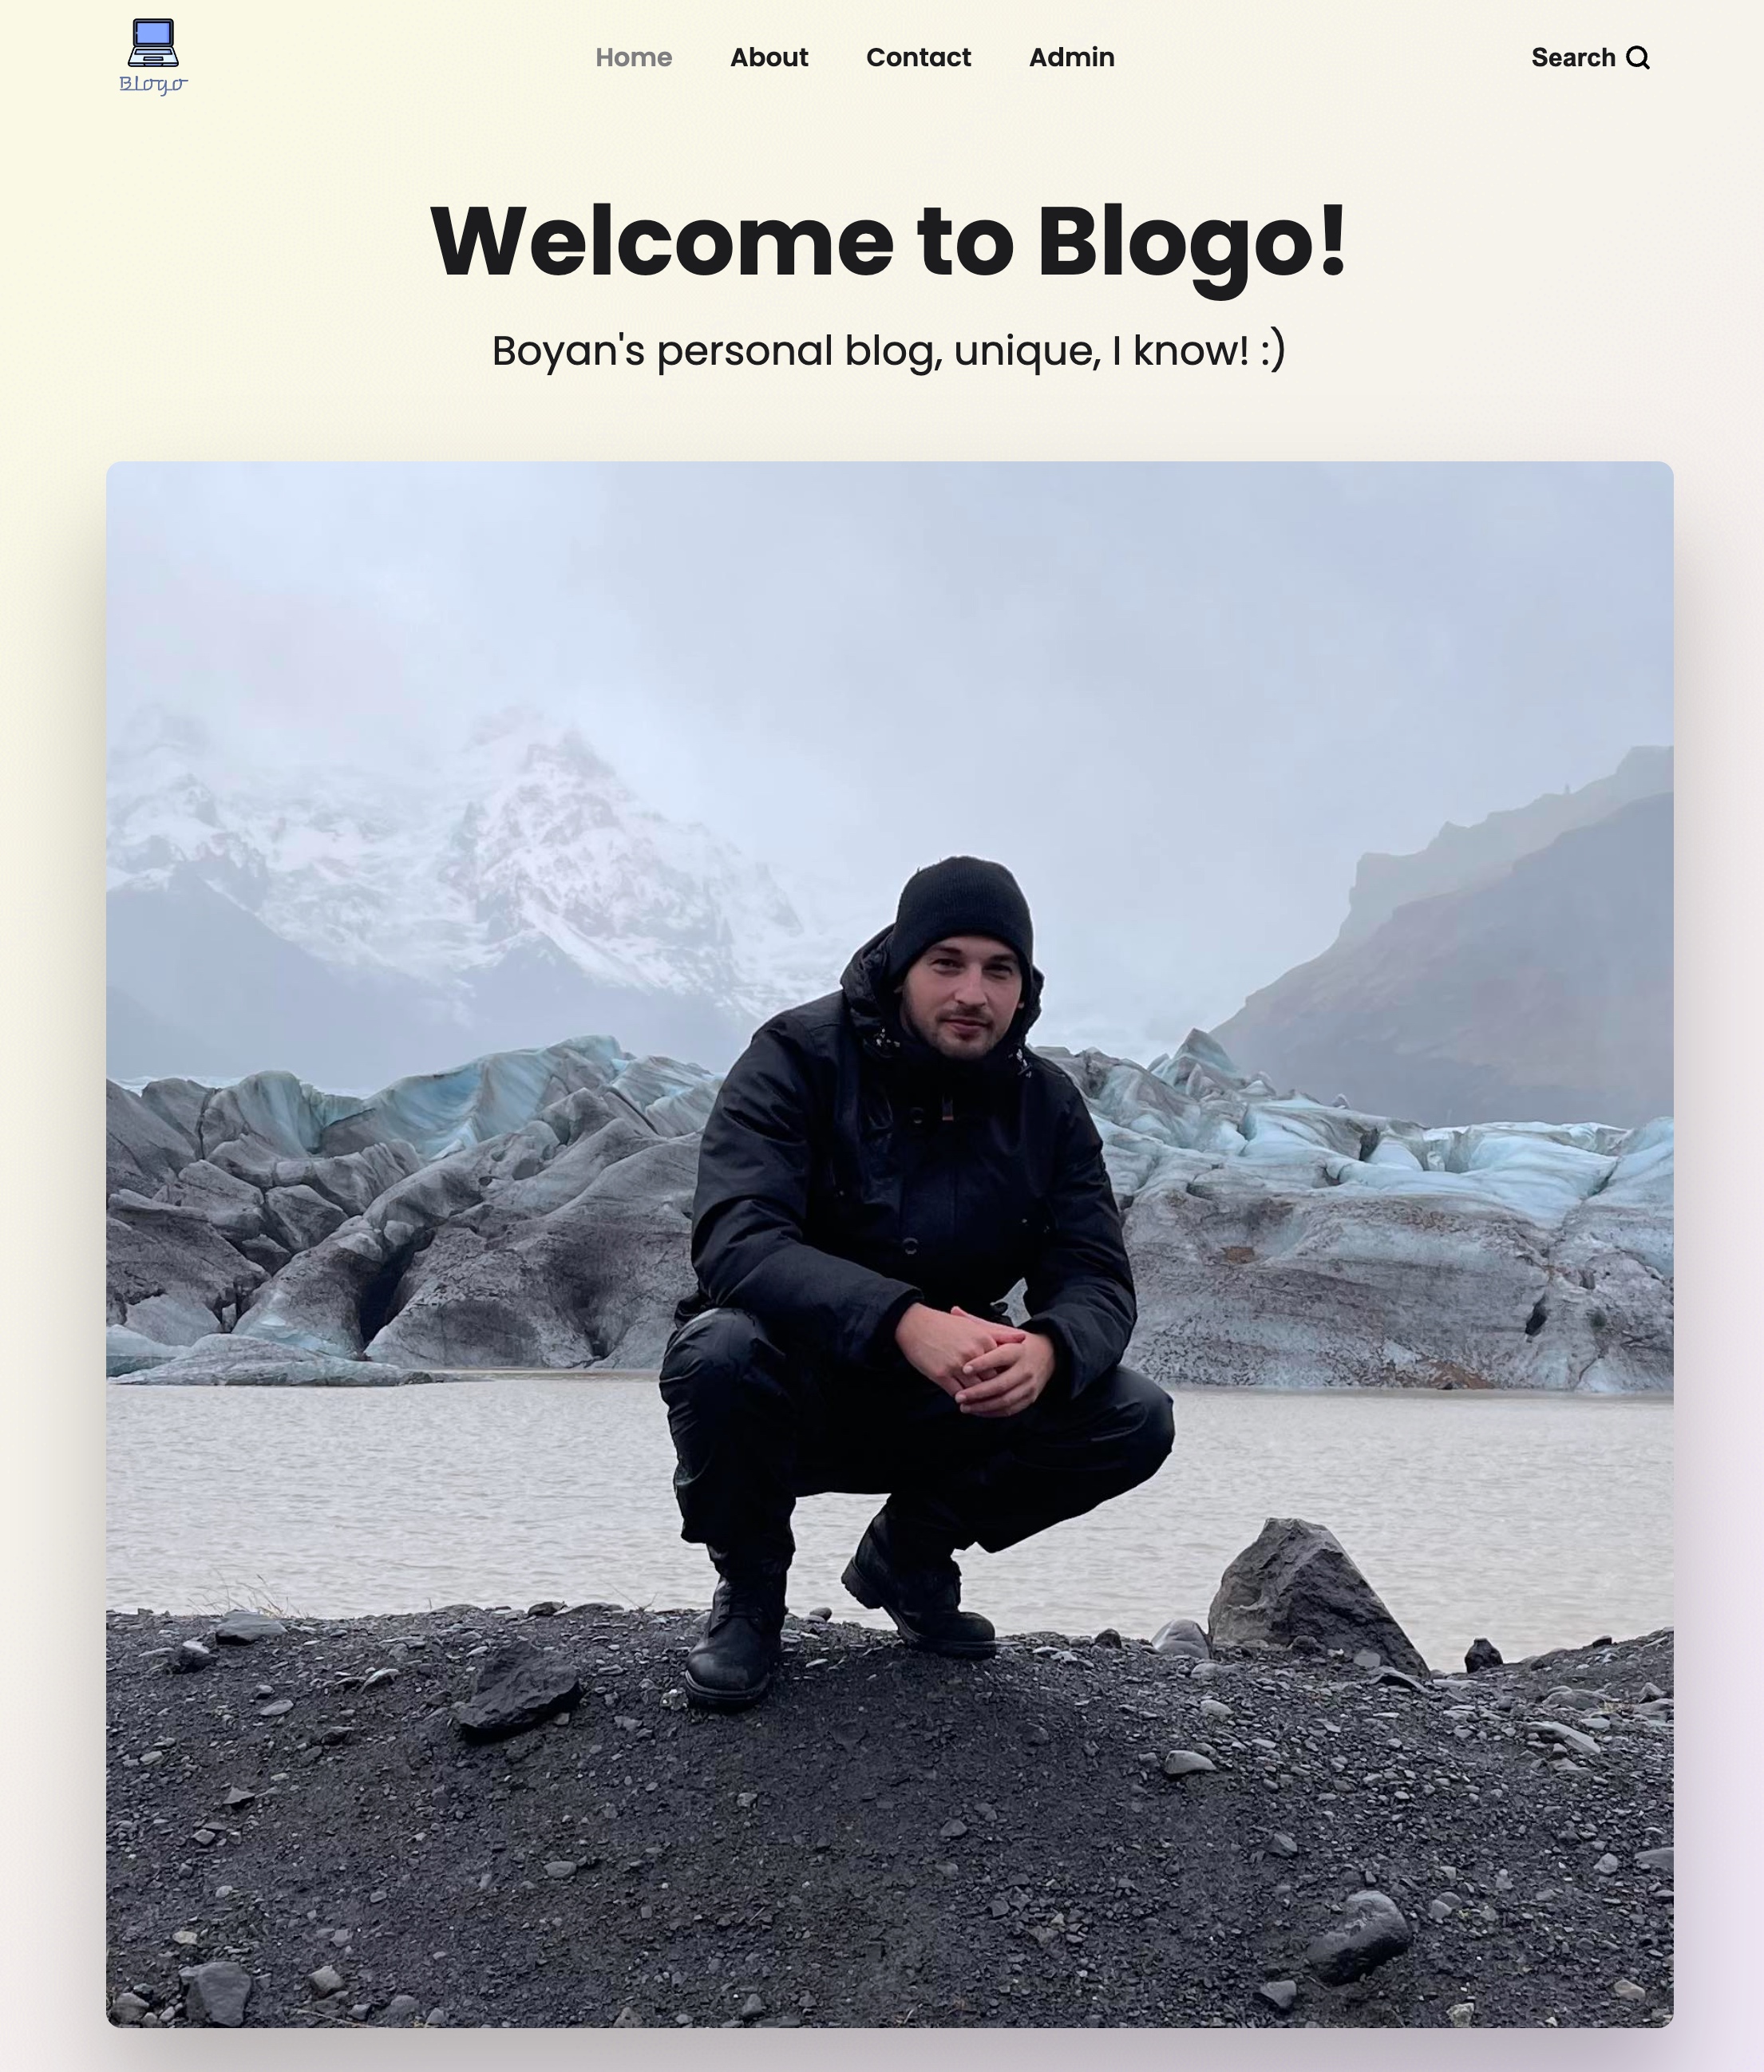 Blogo
Home About Contact Admin
Search
Welcome to Blogo!
Boyan's personal blog, unique, I know! :)